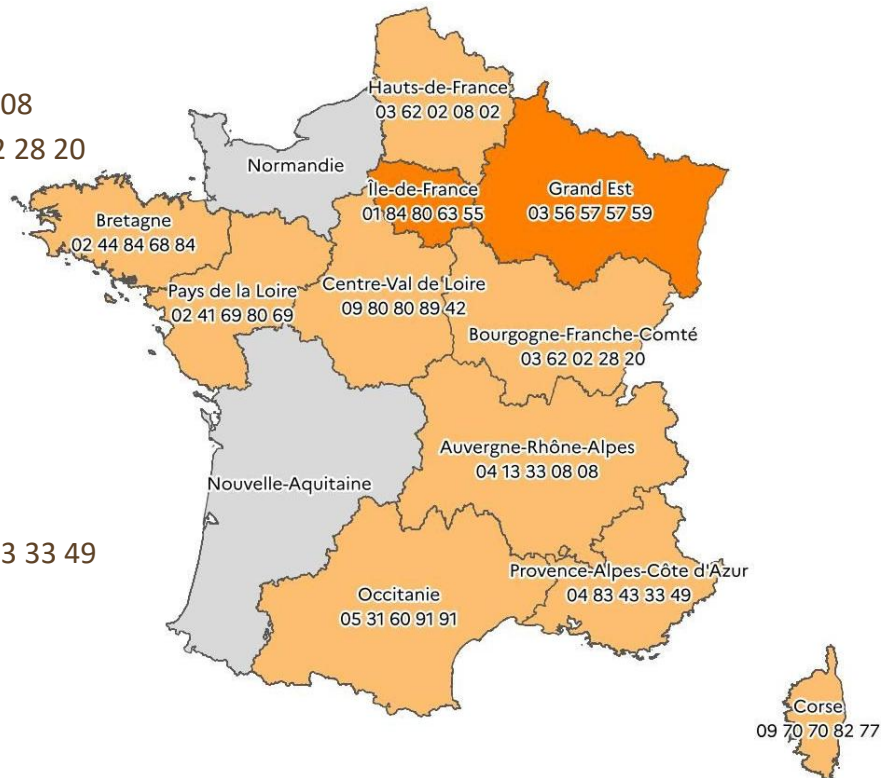 08
2 28 20
3 33 49
Hauts-de-France
03 62 02 08 02
Normandie
Île-de-France
01 84 80 63 55
Grand Est
03 56 57 57 59
Bretagne
02 44 84 68 84
Pays de la Loire
02 41 69 80 69
Centre-Val de Loire
09 80 80 89 42
Bourgogne-Franche-Comté
03 62 02 28 20
Auvergne-Rhône-Alpes
04 13 33 08 08
Nouvelle-Aquitaine
Occitanie
05 31 60 91 91
Provence-Alpes-Côte d'Azur
04 83 43 33 49
Corse
09 70 70 82 77